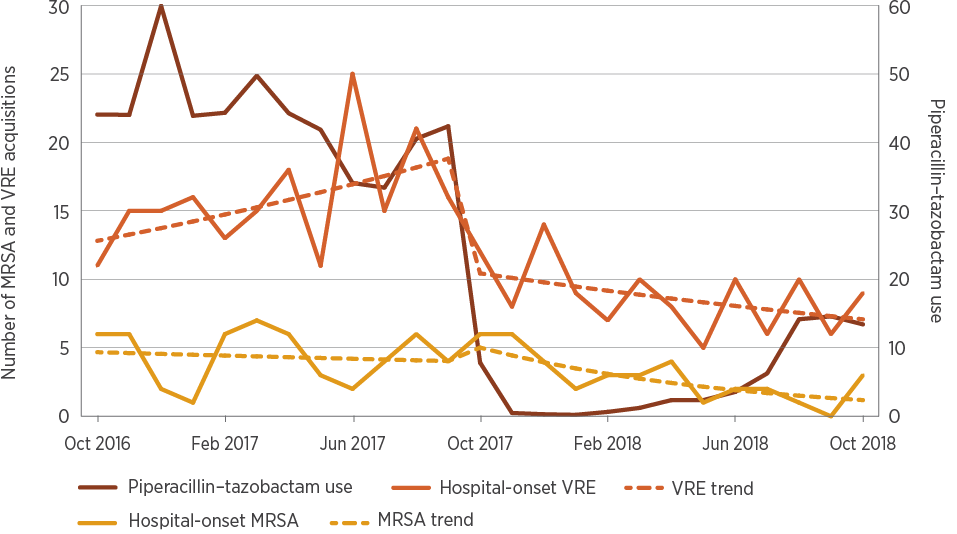 30
25
20
15
10
5
0
Number of MRSA and VRE acquisitions
60
50
40
30
20
10
0
Piperacillin–tazobactam use
Oct 2016 Feb 2017 Jun 2017 Oct 2017 Feb 2018 Jun 2018 Oct 2018
Piperacillin–tazobactam use Hospital-onset VRE VRE trend
Hospital-onset MRSA MRSA trend